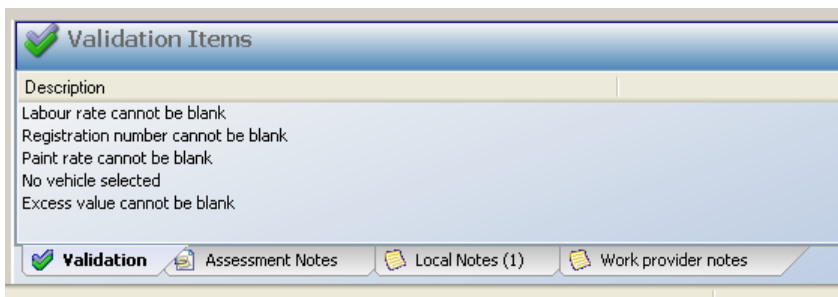 Validation Items
Description
Labour rate cannot be blank
Registration number cannot be blank
Paint rate cannot be blank
No vehicle selected
Excess value cannot be blank
Validation Assessment Notes Local Notes (1) Work provider notes